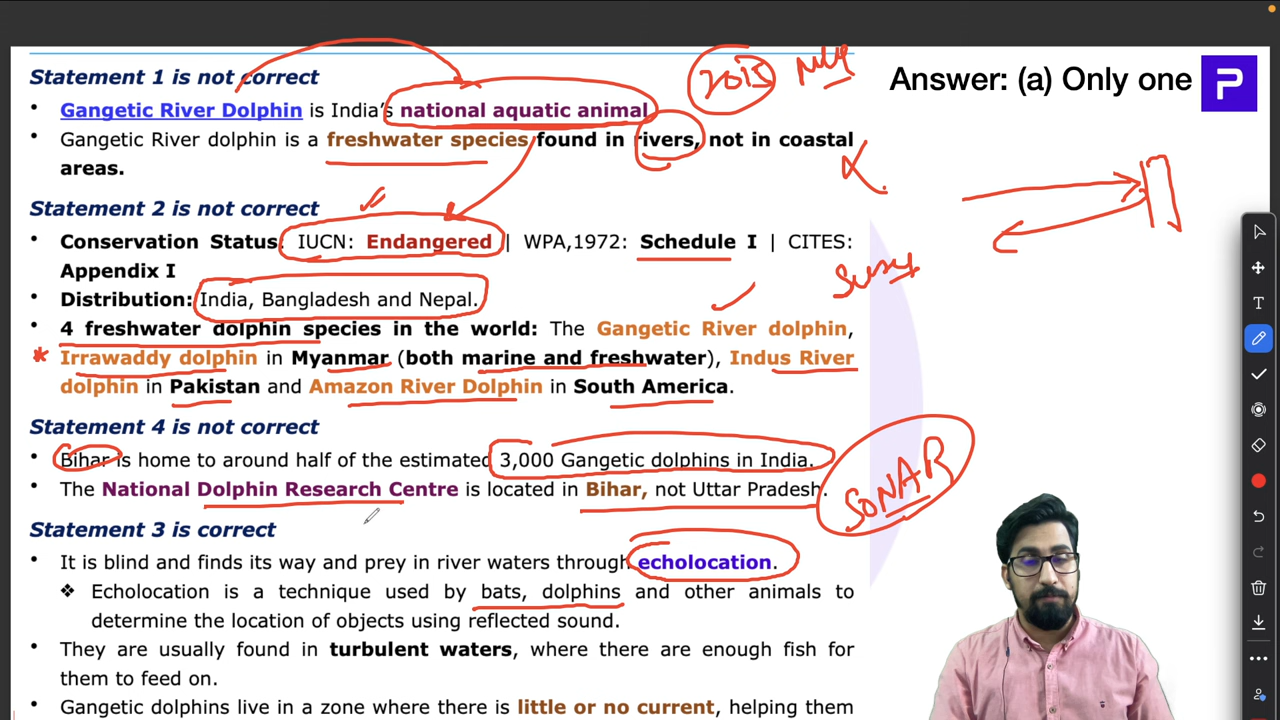 Statement 1 is not correct
• Gangetic River Dolphin is India's national aquatic animal
• Gangetic River dolphin is a freshwater species found in rivers, not in coastal
areas.
Statement 2 is not correct
• Conservation Status: IUCN: Endangered | WPA,1972: Schedule I | CITES:
Appendix I
• Distribution: India, Bangladesh and Nepal.
• 4 freshwater dolphin species in the world: The Gangetic River dolphin,
* Irrawaddy dolphin in Myanmar (both marine and freshwater), Indus River
dolphin in Pakistan and Amazon River Dolphin in South America.
Statement 4 is not correct
• Bihar is home to around half of the estimated 3,000 Gangetic dolphins in India.
• The National Dolphin Research Centre is located in Bihar, not Uttar Pradesh.
Statement 3 is correct
• It is blind and finds its way and prey in river waters through echolocation.
❖ Echolocation is a technique used by bats, dolphins and other animals to
determine the location of objects using reflected sound.
• They are usually found in turbulent waters, where there are enough fish for
them to feed on.
• Gangetic dolphins live in a zone where there is little or no current, helping them
Answer: (a) Only one
P
SONAR
T